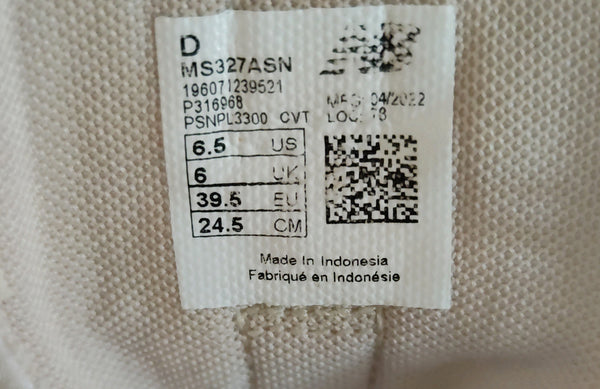 D
MS327ASN
196071239521
P316968
PSNPL3300 CVT
MFG: 04/2022
LOC: 78
6.5 US
6 UK
39.5 EU
24.5 CM
Made In Indonesia
Fabriqué en Indonésie